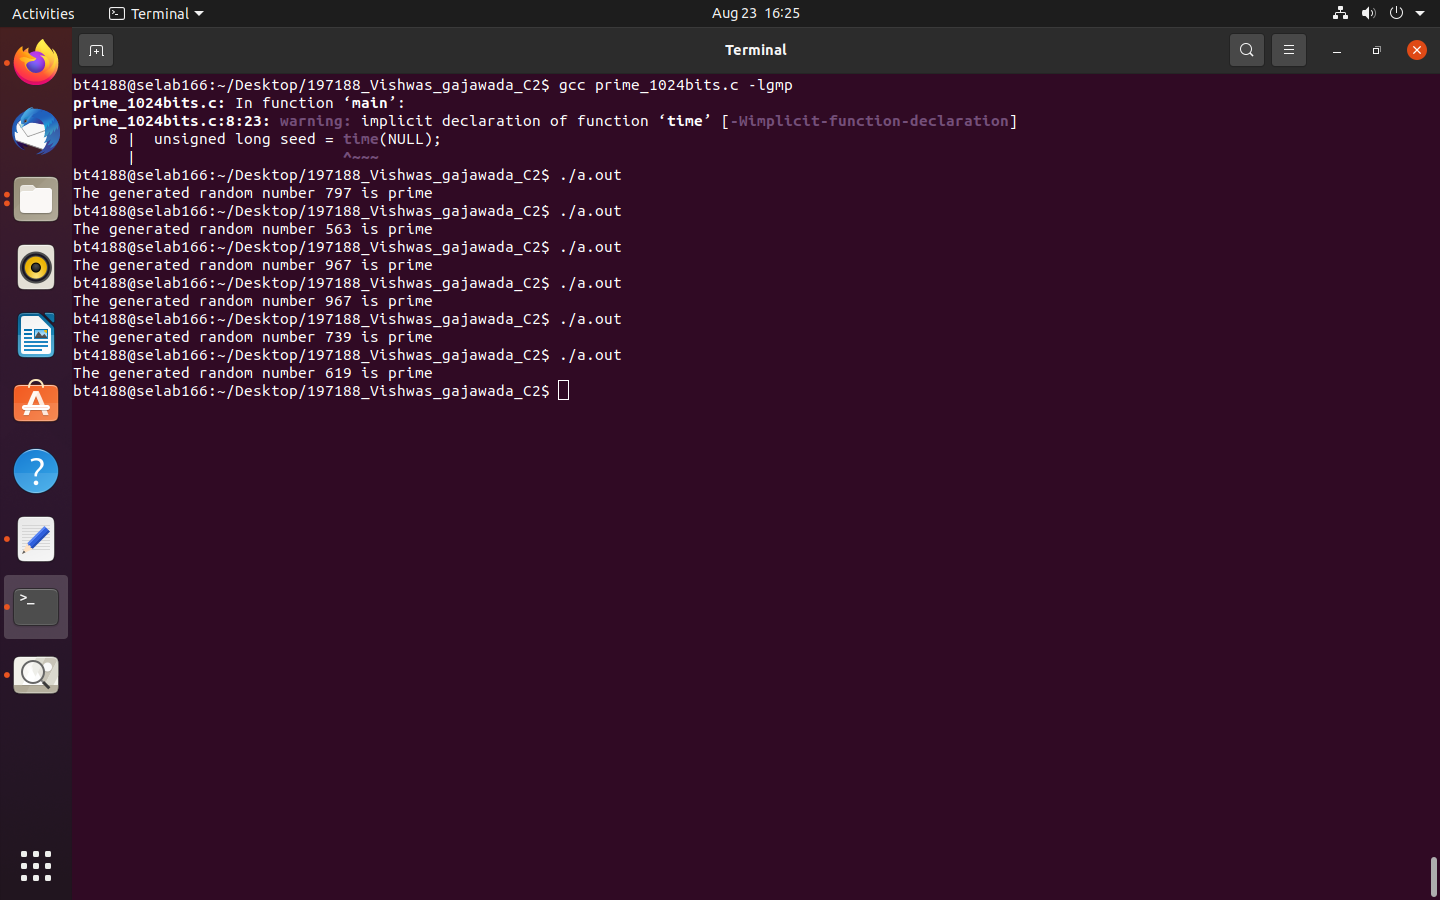 Activities Terminal Aug 23 16:25
Terminal
bt4188@selab166:~/Desktop/197188_Vishwas_gajawada_C2$ gcc prime_1024bits.c -lgmp
prime_1024bits.c: In function ‘main’:
prime_1024bits.c:8:23: warning: implicit declaration of function ‘time’ [-Wimplicit-function-declaration]
    8 |  unsigned long seed = time(NULL);
      |                       ^~~~
bt4188@selab166:~/Desktop/197188_Vishwas_gajawada_C2$ ./a.out
The generated random number 797 is prime
bt4188@selab166:~/Desktop/197188_Vishwas_gajawada_C2$ ./a.out
The generated random number 563 is prime
bt4188@selab166:~/Desktop/197188_Vishwas_gajawada_C2$ ./a.out
The generated random number 967 is prime
bt4188@selab166:~/Desktop/197188_Vishwas_gajawada_C2$ ./a.out
The generated random number 967 is prime
bt4188@selab166:~/Desktop/197188_Vishwas_gajawada_C2$ ./a.out
The generated random number 739 is prime
bt4188@selab166:~/Desktop/197188_Vishwas_gajawada_C2$ ./a.out
The generated random number 619 is prime
bt4188@selab166:~/Desktop/197188_Vishwas_gajawada_C2$